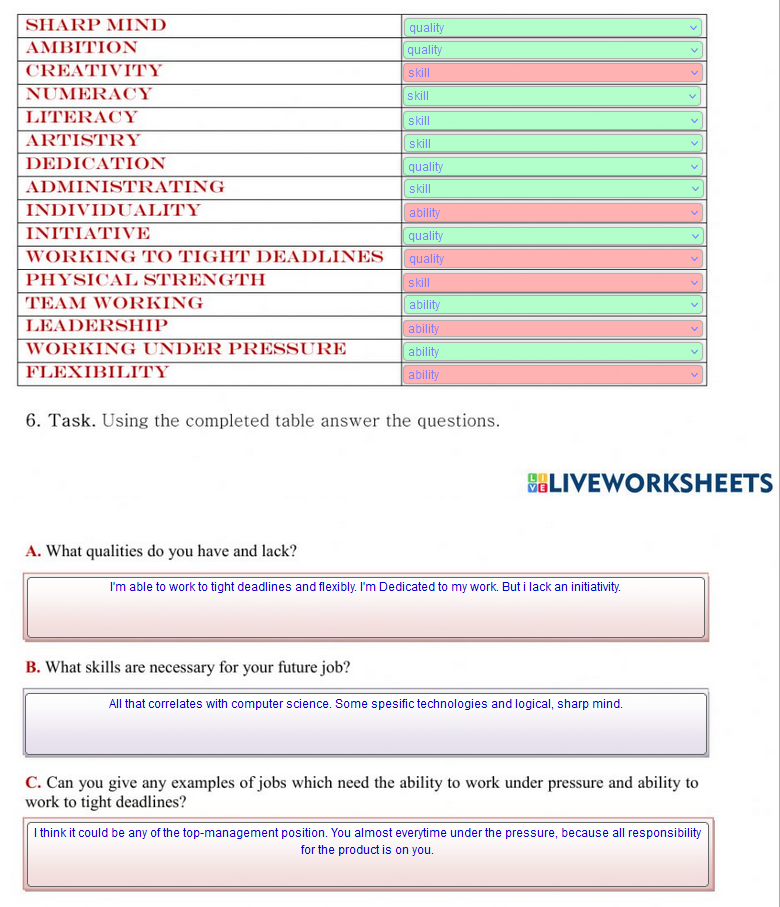 SHARP MIND quality
AMBITION quality
CREATIVITY skill
NUMERACY skill
LITERACY skill
ARTISTRY skill
DEDICATION quality
ADMINISTRATING skill
INDIVIDUALITY ability
INITIATIVE quality
WORKING TO TIGHT DEADLINES quality
PHYSICAL STRENGTH skill
TEAM WORKING ability
LEADERSHIP ability
WORKING UNDER PRESSURE ability
FLEXIBILITY ability
6. Task. Using the completed table answer the questions.
LIVE LIVEWORKSHEETS
A. What qualities do you have and lack?
I'm able to work to tight deadlines and flexibly. I'm Dedicated to my work. But i lack an initiativity.
B. What skills are necessary for your future job?
All that correlates with computer science. Some spesific technologies and logical, sharp mind.
C. Can you give any examples of jobs which need the ability to work under pressure and ability to
work to tight deadlines?
I think it could be any of the top-management position. You almost everytime under the pressure, because all responsibility
for the product is on you.